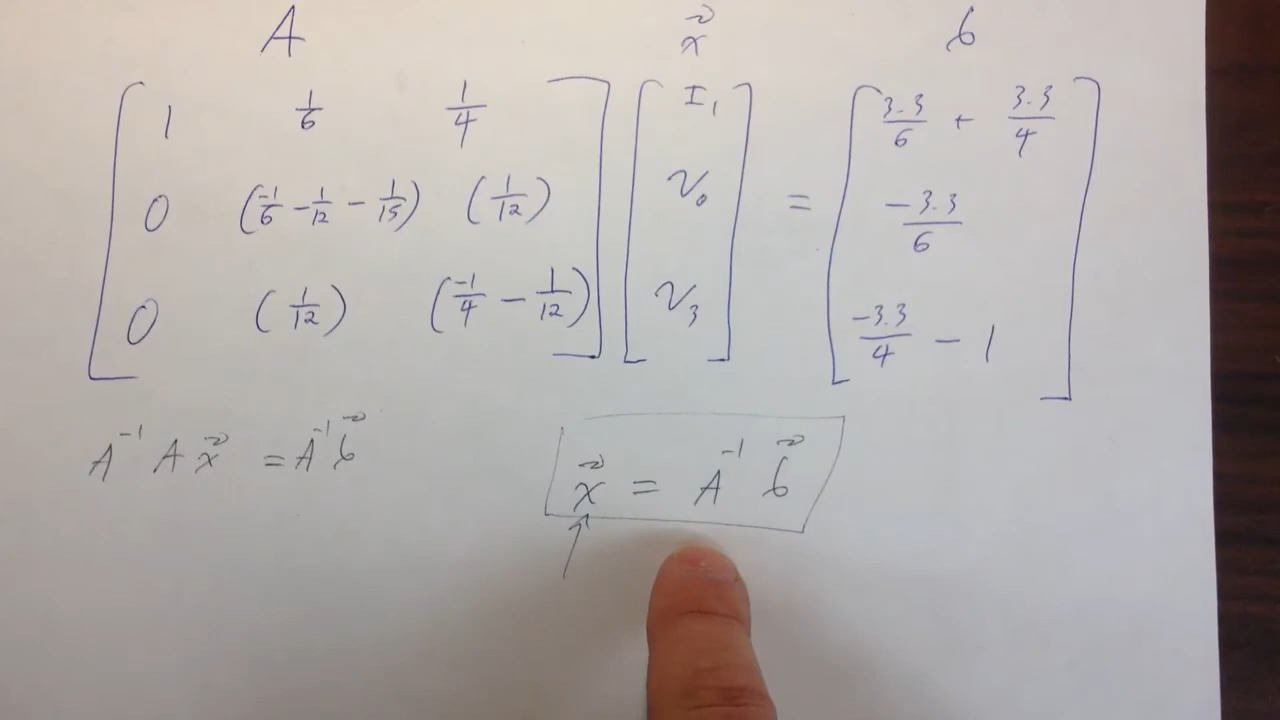 A x⃗ b
[1 1/6 1/4] [I₁] [3.3/6 + 3.3/4]
[0 (-1/6 - 1/12 - 1/15) (1/12)] [V₀] = [-3.3/6]
[0 (1/12) (-1/4 - 1/12)] [V₃] [-3.3/4 - 1]
A⁻¹ A x⃗ = A⁻¹ b⃗
x⃗ = A⁻¹ b⃗